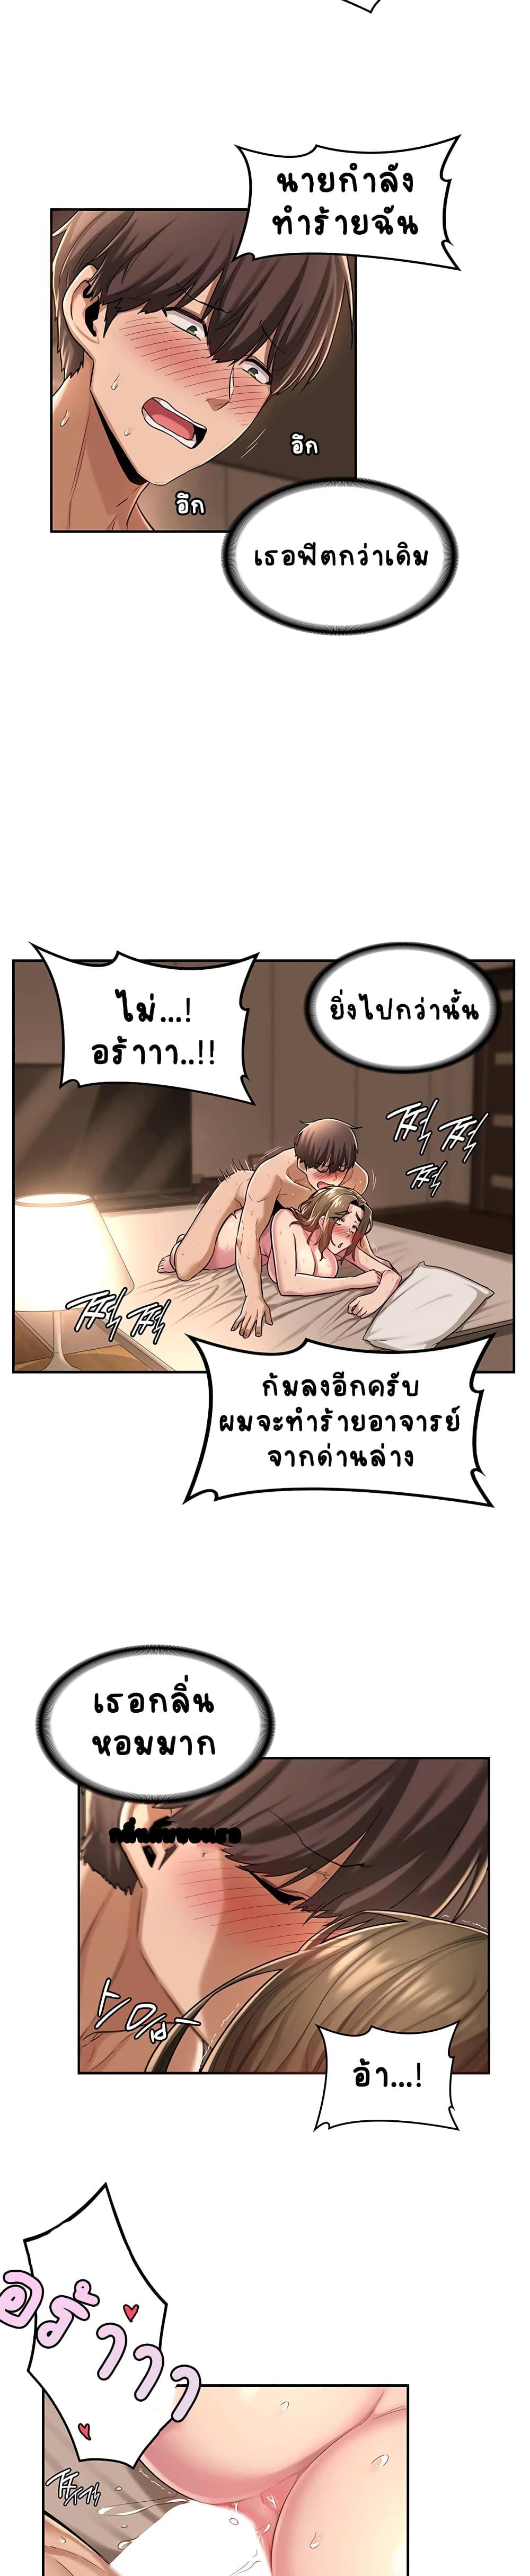 นายกำลัง
ทำร้ายฉัน
ฮึก
ฮึก
เธอฟิตกว่าเดิม
ไม่...!
อร้าาา..!!
ยิ่งไปกว่านั้น
ก้มลงอีกครับ
ผมจะทำร้ายอาจารย์
จากด้านล่าง
เธอกลิ่น
หอมมาก
อ้า...!
อร้าาา